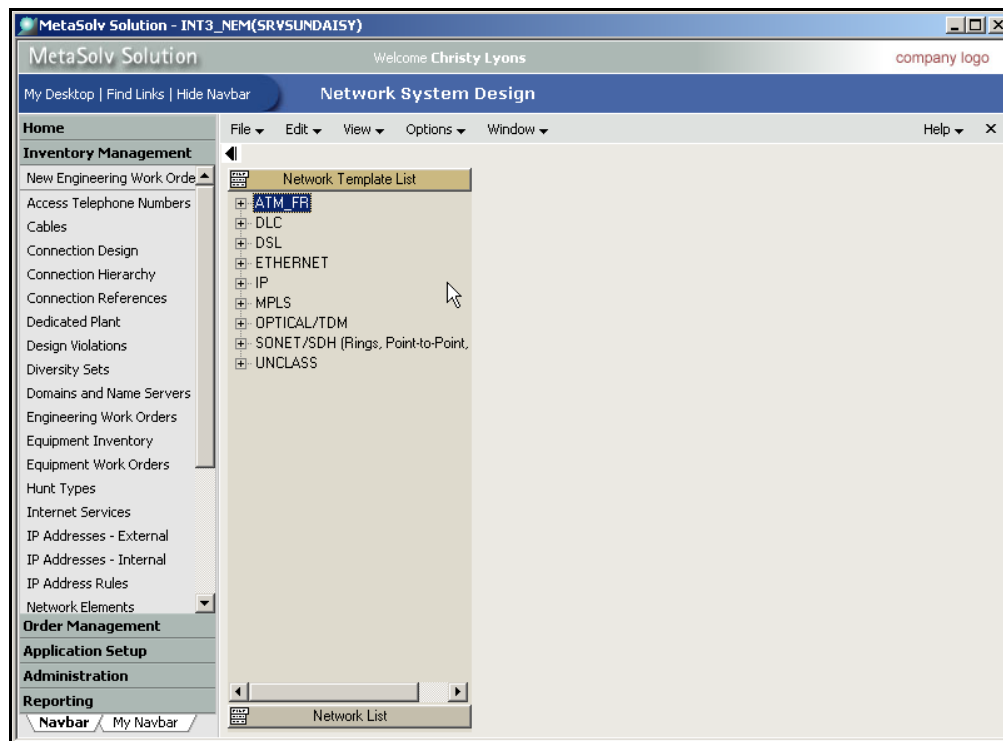 MetaSolv Solution - INT3_NEM(SRVSUNDAISY)
MetaSolv Solution
Welcome Christy Lyons
company logo
My Desktop | Find Links | Hide Navbar
Network System Design
File Edit View Options Window Help
Home
Inventory Management
New Engineering Work Orde
Access Telephone Numbers
Cables
Connection Design
Connection Hierarchy
Connection References
Dedicated Plant
Design Violations
Diversity Sets
Domains and Name Servers
Engineering Work Orders
Equipment Inventory
Equipment Work Orders
Hunt Types
Internet Services
IP Addresses - External
IP Addresses - Internal
IP Address Rules
Network Elements
Order Management
Application Setup
Administration
Reporting
Navbar / My Navbar
Network Template List
ATM_FR
DLC
DSL
ETHERNET
IP
MPLS
OPTICAL/TDM
SONET/SDH (Rings, Point-to-Point,
UNCLASS
Network List